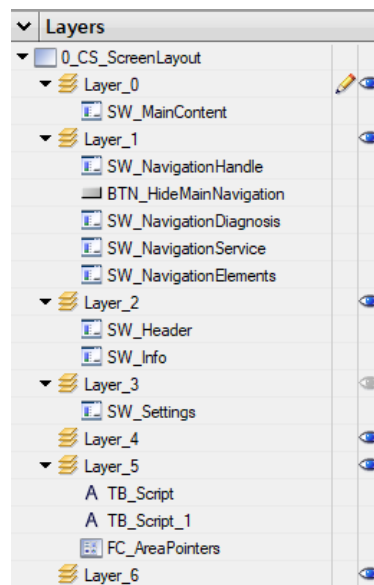 Layers
0_CS_ScreenLayout
Layer_0
SW_MainContent
Layer_1
SW_NavigationHandle
BTN_HideMainNavigation
SW_NavigationDiagnosis
SW_NavigationService
SW_NavigationElements
Layer_2
SW_Header
SW_Info
Layer_3
SW_Settings
Layer_4
Layer_5
A TB_Script
A TB_Script_1
FC_AreaPointers
Layer_6